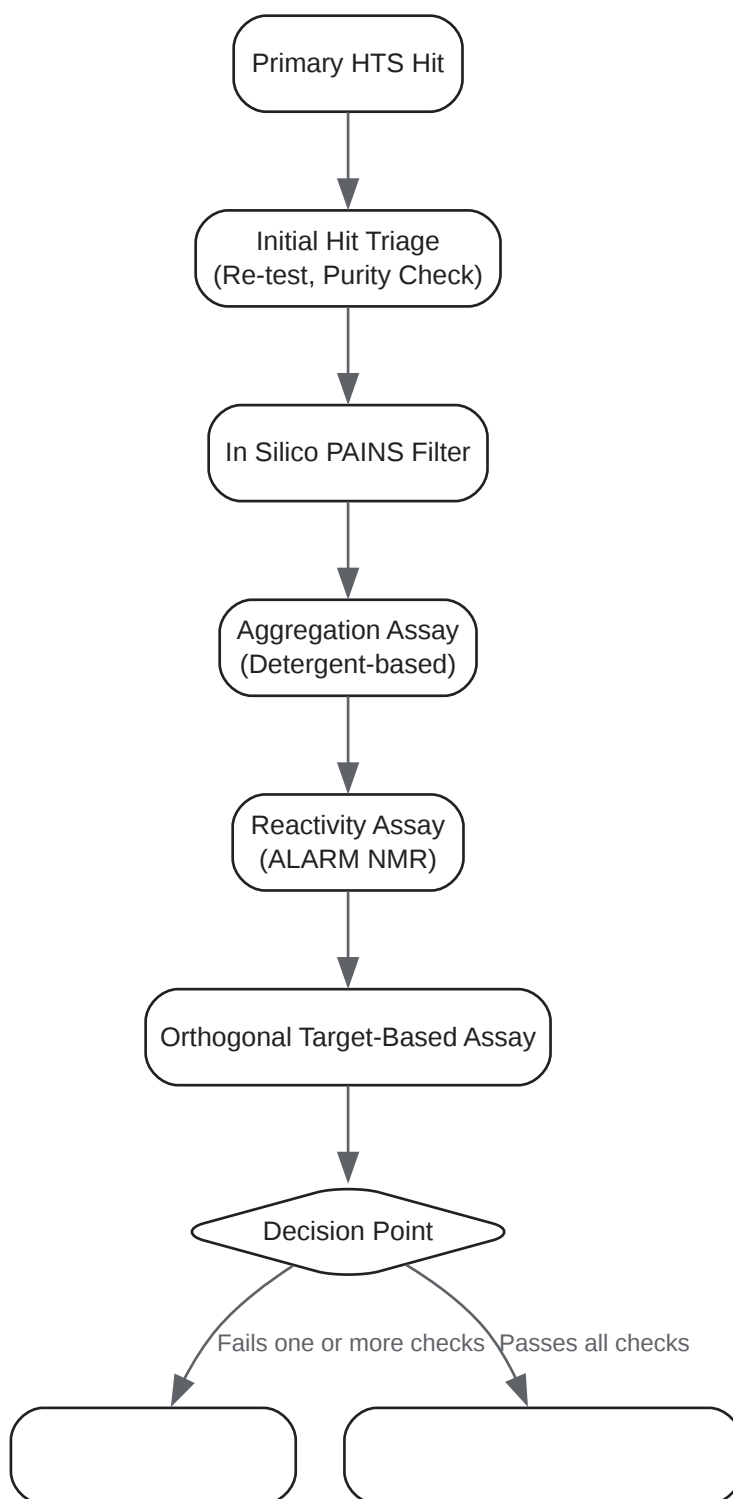 Primary HTS Hit
Initial Hit Triage
(Re-test, Purity Check)
In Silico PAINS Filter
Aggregation Assay
(Detergent-based)
Reactivity Assay
(ALARM NMR)
Orthogonal Target-Based Assay
Decision Point
Fails one or more checks
Passes all checks